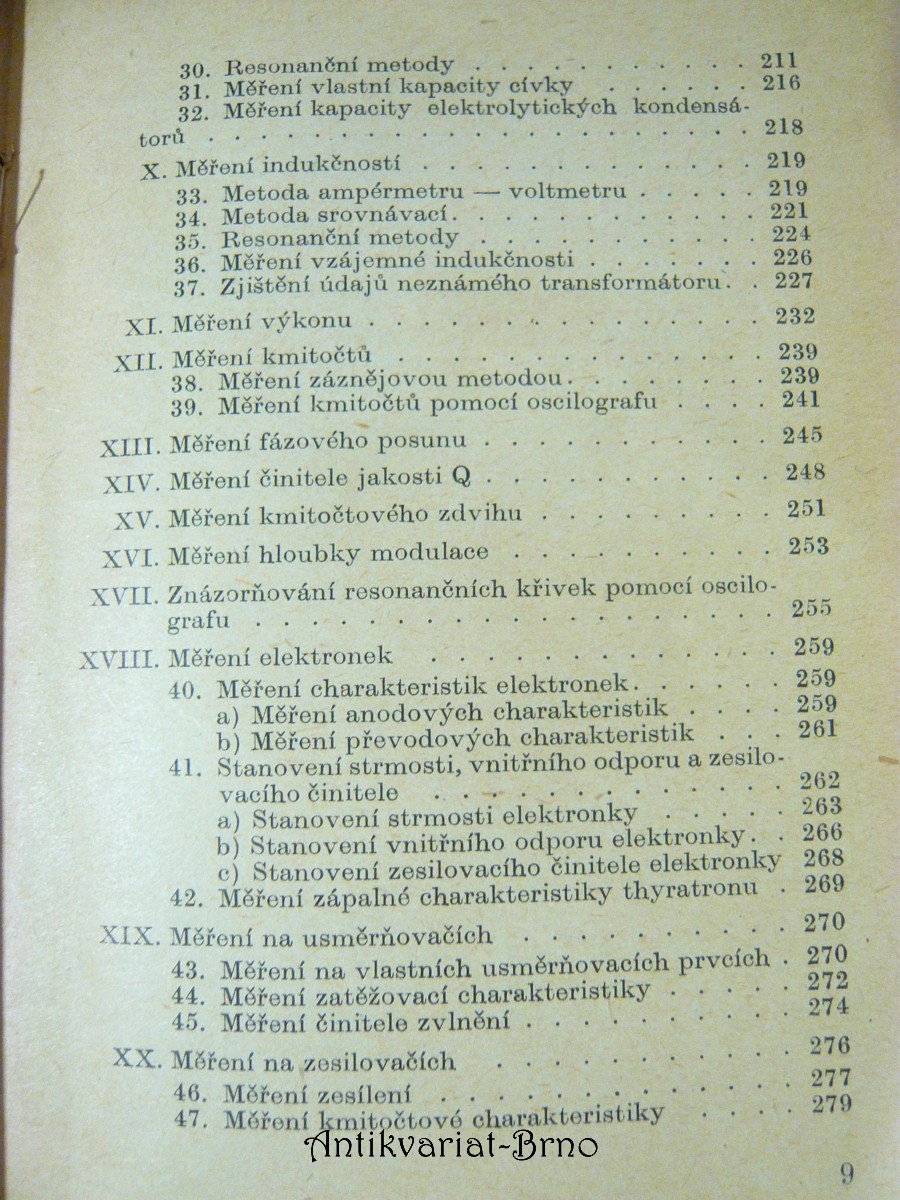 30. Resonanční metody . . . . . . . . . . . . 211
31. Měření vlastní kapacity cívky . . . . . . 216
32. Měření kapacity elektrolytických kondensá-
torů . . . . . . . . . . . . . . . . . . . 218
X. Měření indukčností . . . . . . . . . . . . . 219
33. Metoda ampérmetru — voltmetru . . . . . 219
34. Metoda srovnávací. . . . . . . . . . . . 221
35. Resonanční metody . . . . . . . . . . . 224
36. Měření vzájemné indukčnosti . . . . . . . 226
37. Zjištění údajů neznámého transformátoru. . 227
XI. Měření výkonu . . . . . . . . . . . . . . . 232
XII. Měření kmitočtů . . . . . . . . . . . . . . 239
38. Měření záznějovou metodou. . . . . . . . 239
39. Měření kmitočtů pomocí oscilografu . . . . 241
XIII. Měření fázového posunu . . . . . . . . . . . 245
XIV. Měření činitele jakosti Q . . . . . . . . . . . 248
XV. Měření kmitočtového zdvihu . . . . . . . . . 251
XVI. Měření hloubky modulace . . . . . . . . . . 253
XVII. Znázorňování resonančních křivek pomocí oscilo-
grafu . . . . . . . . . . . . . . . . . . . 255
XVIII. Měření elektronek . . . . . . . . . . . . . 259
40. Měření charakteristik elektronek. . . . . . 259
a) Měření anodových charakteristik . . . . 259
b) Měření převodových charakteristik . . . 261
41. Stanovení strmosti, vnitřního odporu a zesilo-
vacího činitele . . . . . . . . . . . . . 262
a) Stanovení strmosti elektronky . . . . . 263
b) Stanovení vnitřního odporu elektronky. . 266
c) Stanovení zesilovacího činitele elektronky 268
42. Měření zápalné charakteristiky thyratronu . 269
XIX. Měření na usměrňovačích . . . . . . . . . . 270
43. Měření na vlastních usměrňovacích prvcích . 270
44. Měření zatěžovací charakteristiky . . . . . 272
45. Měření činitele zvlnění . . . . . . . . . . 274
XX. Měření na zesilovačích . . . . . . . . . . . 276
46. Měření zesílení . . . . . . . . . . . . . 277
47. Měření kmitočtové charakteristiky . . . . 279
Antikvariat-Brno
9